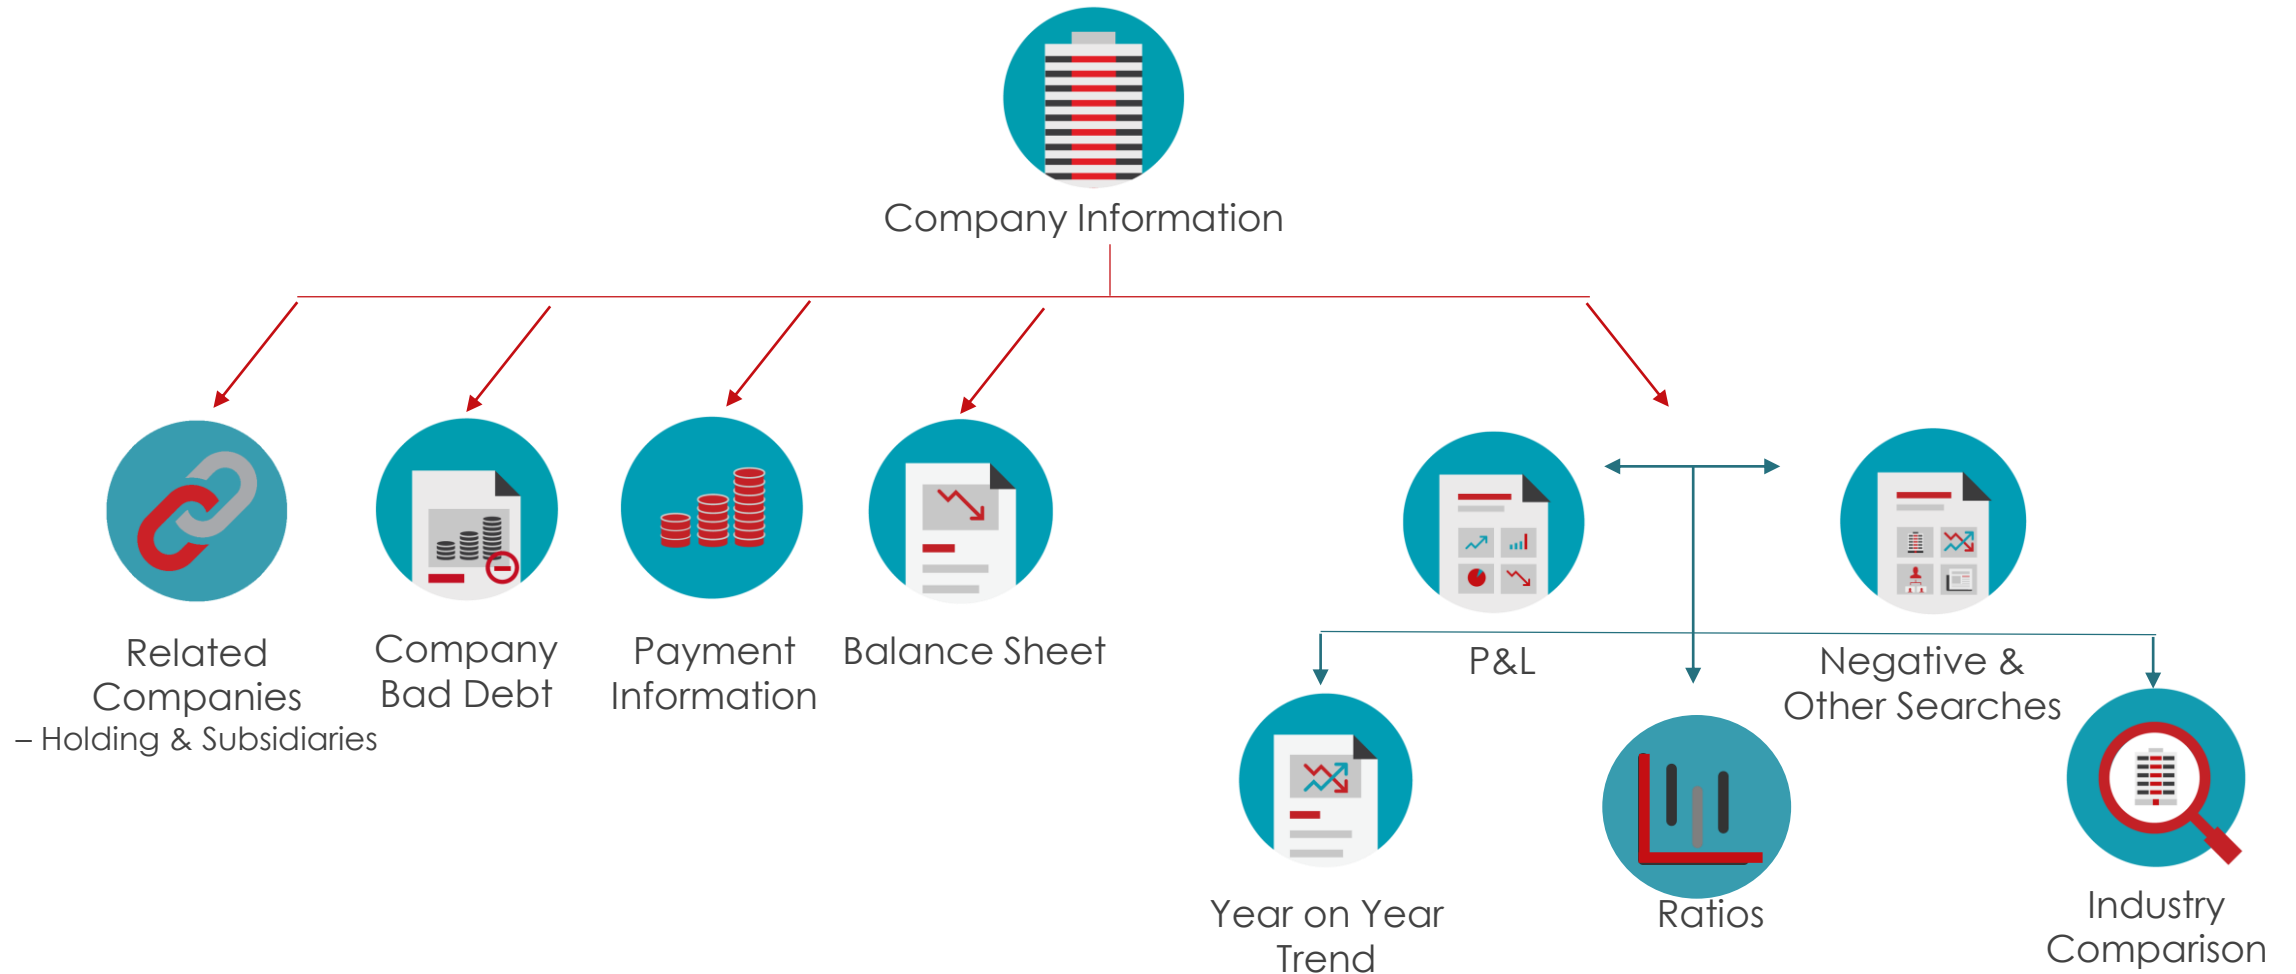 Company Information
Related
Companies
– Holding & Subsidiaries
Company
Bad Debt
Payment
Information
Balance Sheet
P&L
Negative &
Other Searches
Year on Year
Trend
Ratios
Industry
Comparison